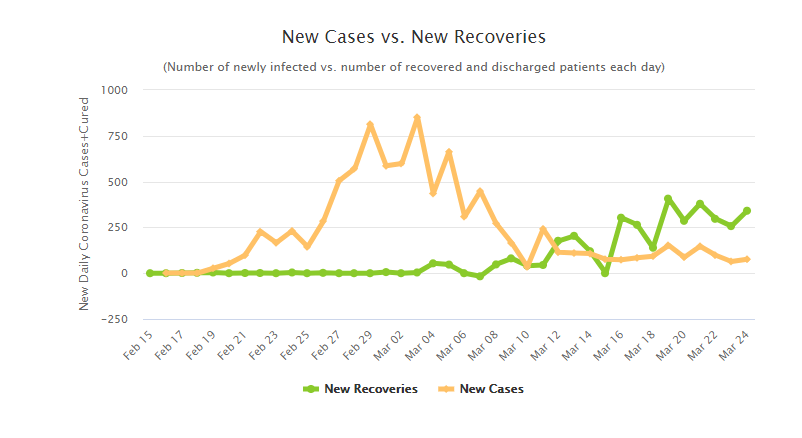 New Cases vs. New Recoveries
(Number of newly infected vs. number of recovered and discharged patients each day)
New Daily Coronavirus Cases+Cured
1000
750
500
250
0
−250
Feb 15
Feb 17
Feb 19
Feb 21
Feb 23
Feb 25
Feb 27
Feb 29
Mar 02
Mar 04
Mar 06
Mar 08
Mar 10
Mar 12
Mar 14
Mar 16
Mar 18
Mar 20
Mar 22
Mar 24
New Recoveries
New Cases